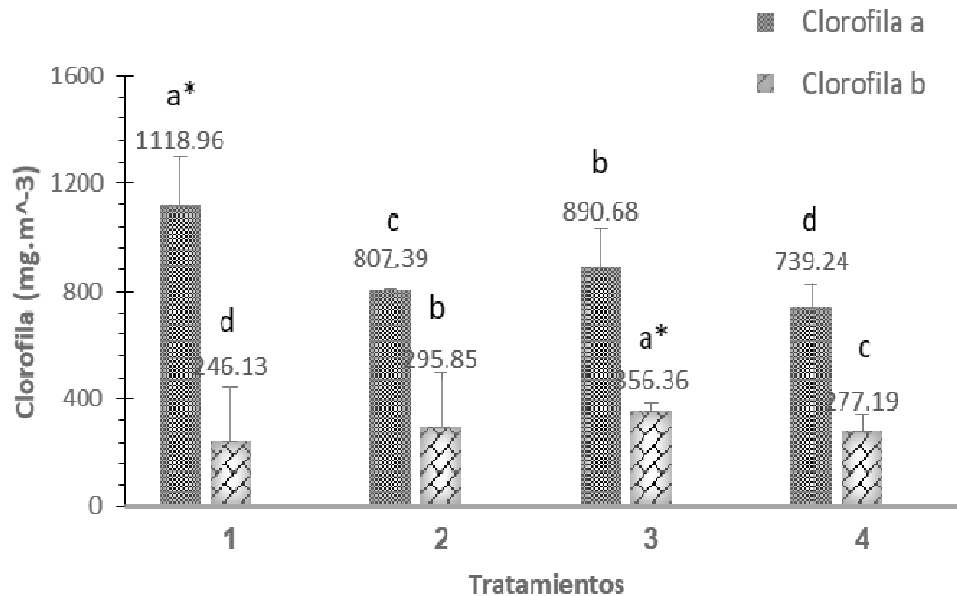 Clorofila a
Clorofila b
1600
1200
800
400
0
Clorofila (mg.m^-3)
a*
1118.96
d
246.13
c
807.39
b
295.85
b
890.68
a*
356.36
d
739.24
c
277.19
1
2
3
4
Tratamientos